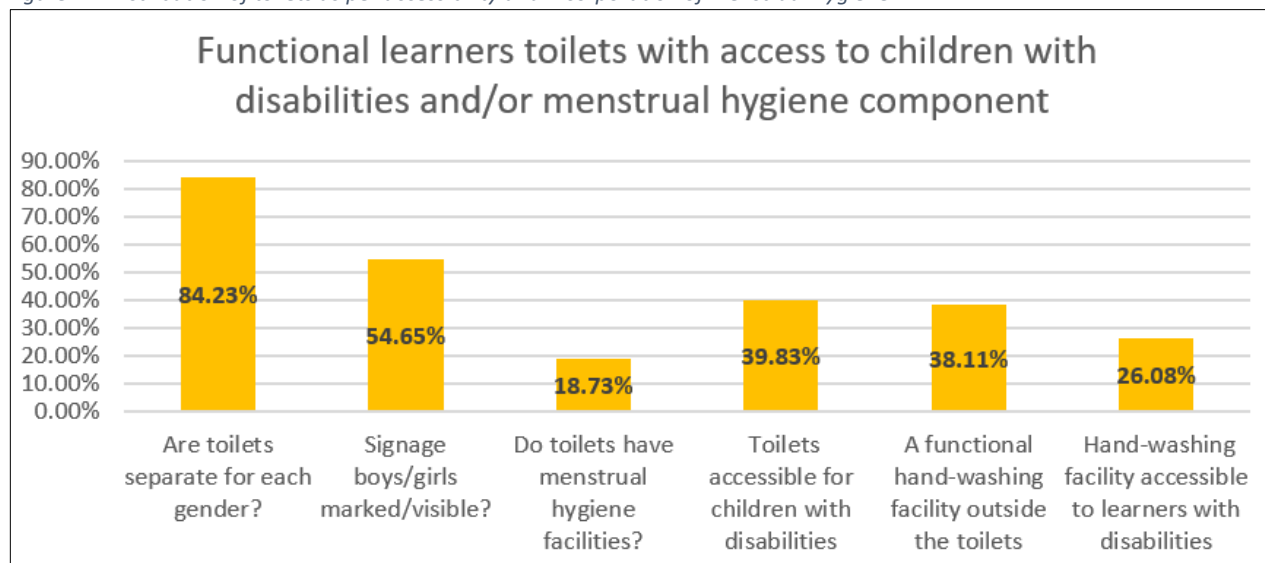 Functional learners toilets with access to children with
disabilities and/or menstrual hygiene component
90.00%
80.00%
70.00%
60.00%
50.00%
40.00%
30.00%
20.00%
10.00%
0.00%
84.23%
54.65%
18.73%
39.83%
38.11%
26.08%
Are toilets
separate for each
gender?
Signage
boys/girls
marked/visible?
Do toilets have
menstrual
hygiene
facilities?
Toilets
accessible for
children with
disabilities
A functional
hand-washing
facility outside
the toilets
Hand-washing
facility accessible
to learners with
disabilities